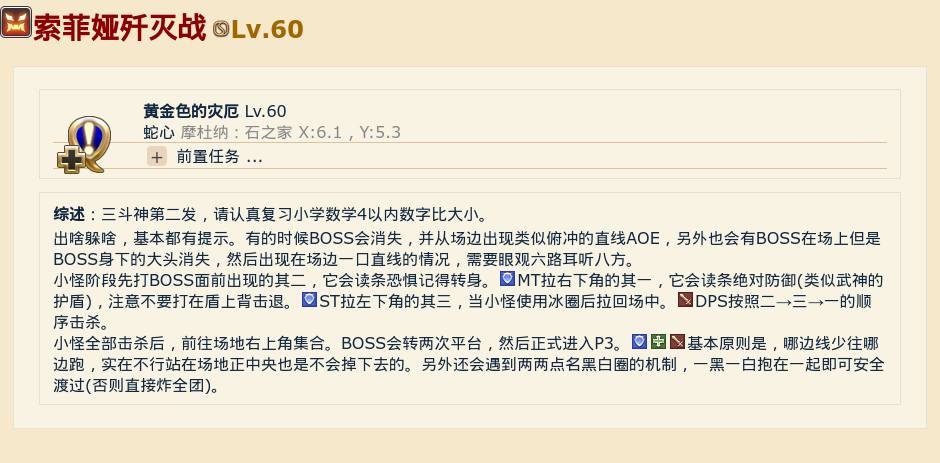 索菲娅歼灭战 Lv.60
黄金色的灾厄 Lv.60
蛇心 摩杜纳：石之家 X:6.1 , Y:5.3
+ 前置任务 ...
综述：三斗神第二发，请认真复习小学数学4以内数字比大小。
出啥躲啥，基本都有提示。有的时候BOSS会消失，并从场边出现类似俯冲的直线AOE，另外也会有BOSS在场上但是
BOSS身下的大头消失，然后出现在场边一口直线的情况，需要眼观六路耳听八方。
小怪阶段先打BOSS面前出现的其二，它会读条恐惧记得转身。MT拉右下角的其一，它会读条绝对防御(类似武神的
护盾)，注意不要打在盾上背击退。ST拉左下角的其三，当小怪使用冰圈后拉回场中。DPS按照二→三→一的顺
序击杀。
小怪全部击杀后，前往场地右上角集合。BOSS会转两次平台，然后正式进入P3。基本原则是，哪边线少往哪
边跑，实在不行站在场地正中央也是不会掉下去的。另外还会遇到两两点名黑白圈的机制，一黑一白抱在一起即可安全
渡过(否则直接炸全团)。